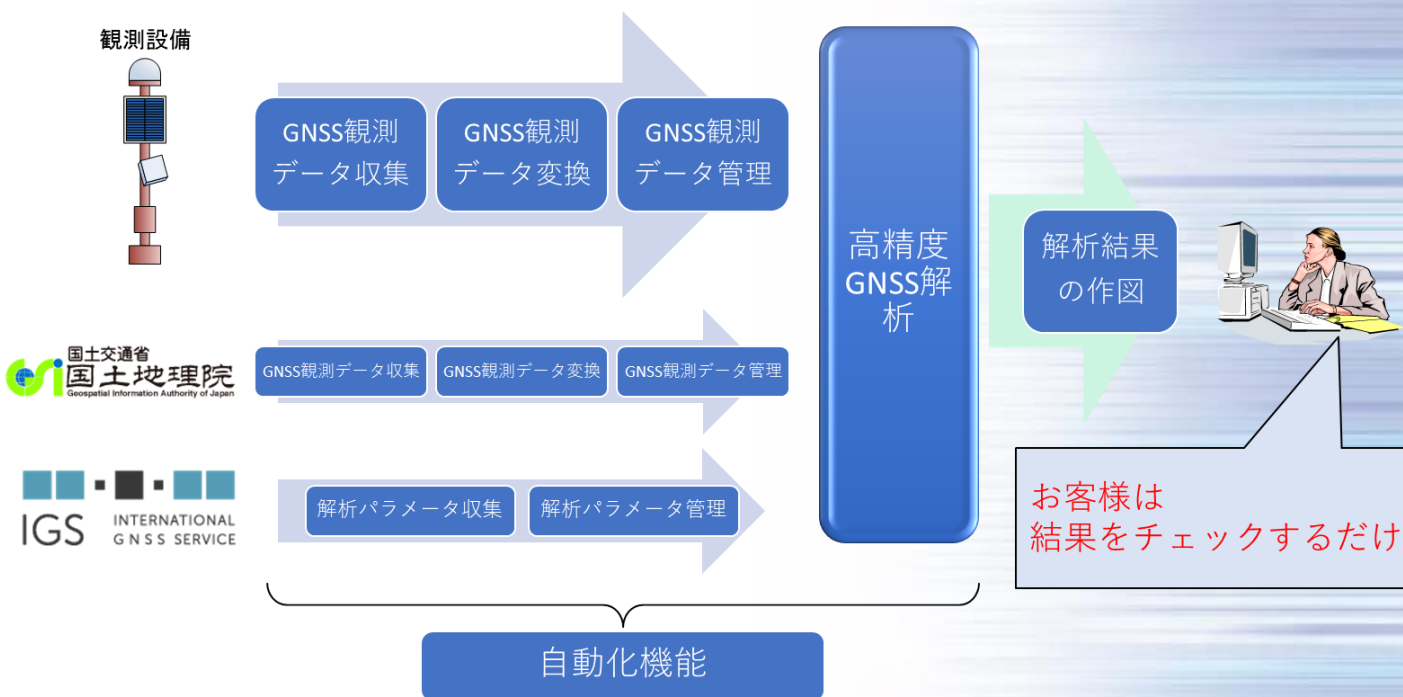 観測設備
GNSS観測
データ収集
GNSS観測
データ変換
GNSS観測
データ管理
国土交通省
国土地理院
Geospatial Information Authority of Japan
GNSS観測データ収集
GNSS観測データ変換
GNSS観測データ管理
IGS
INTERNATIONAL
GNSS SERVICE
解析パラメータ収集
解析パラメータ管理
高精度
GNSS解
析
解析結果
の作図
お客様は
結果をチェックするだけ
自動化機能